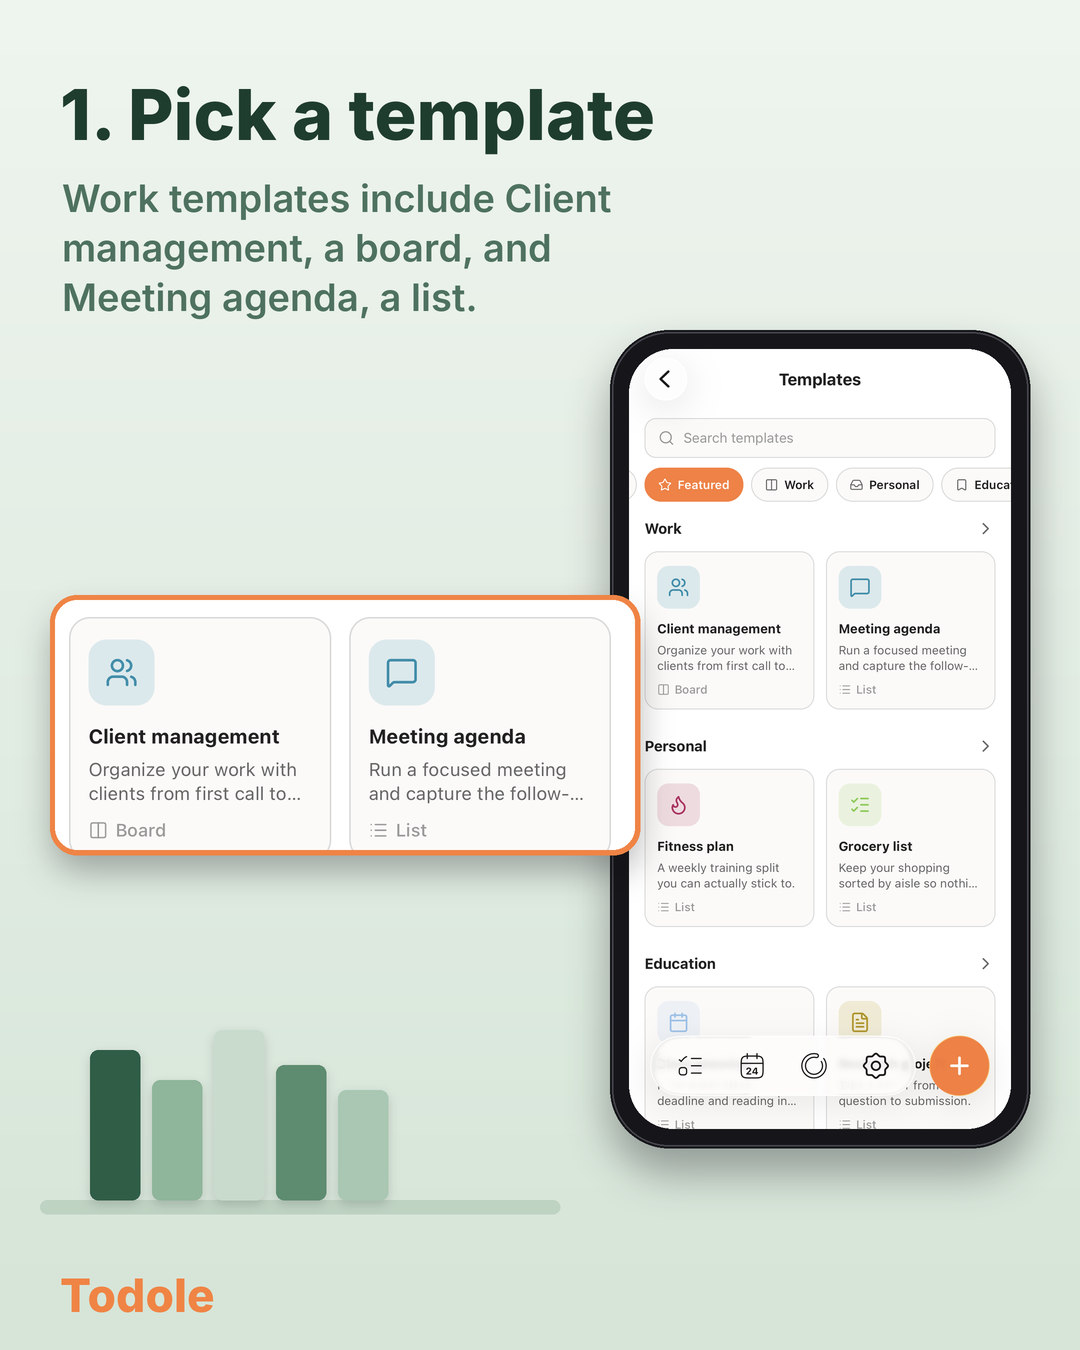 1. Pick a template
Work templates include Client
management, a board, and
Meeting agenda, a list.
Templates
Search templates
Featured
Work
Personal
Educa
Work
Client management
Organize your work with
clients from first call to...
Board
Meeting agenda
Run a focused meeting
and capture the follow-...
List
Client management
Organize your work with
clients from first call to...
Board
Meeting agenda
Run a focused meeting
and capture the follow-...
List
Personal
Fitness plan
A weekly training split
you can actually stick to.
List
Grocery list
Keep your shopping
sorted by aisle so nothi...
List
Education
24
deadline and reading in...
List
from
question to submission.
List
Todole